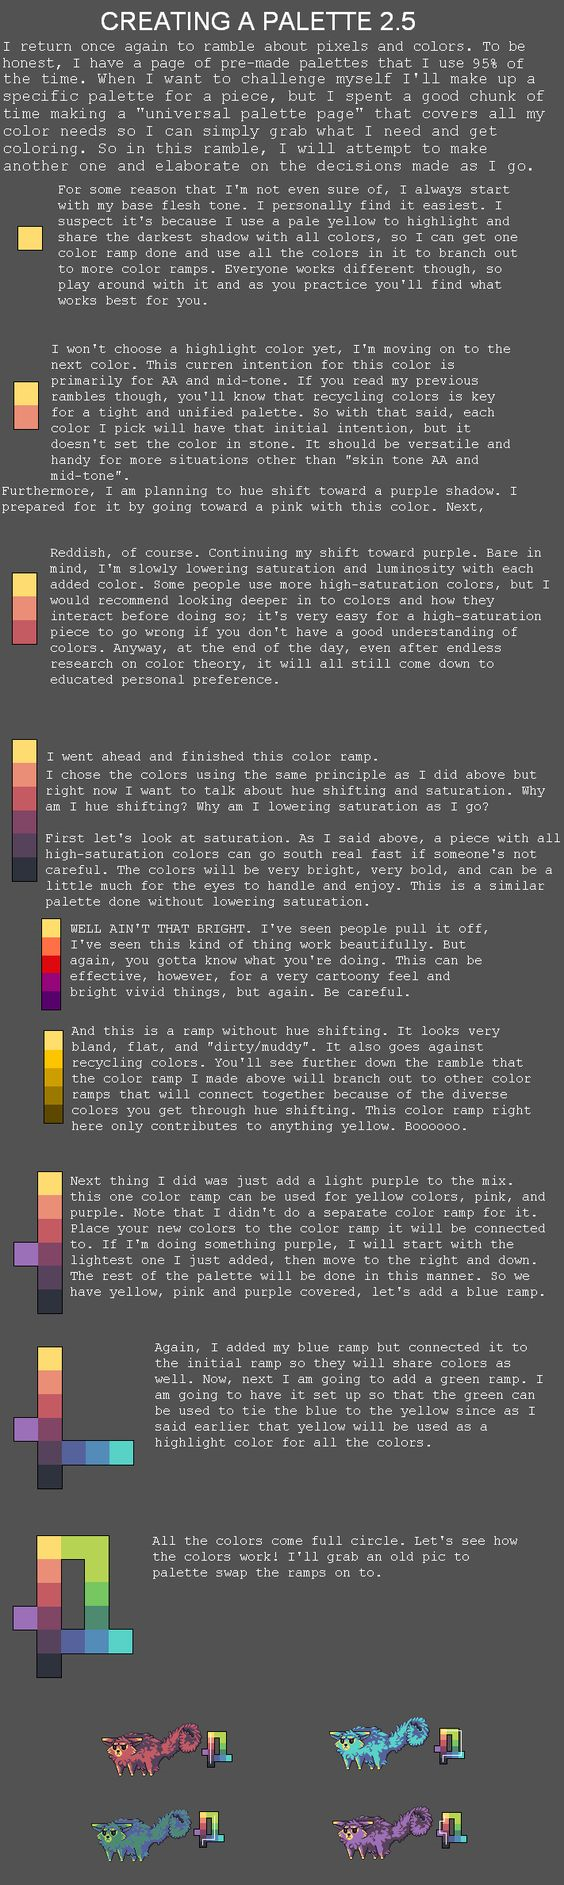 CREATING A PALETTE 2.5
I return once again to ramble about pixels and colors. To be
honest, I have a page of pre-made palettes that I use 95% of
the time. When I want to challenge myself I'll make up a
specific palette for a piece, but I spent a good chunk of
time making a "universal palette page" that covers all my
color needs so I can simply grab what I need and get
coloring. So in this ramble, I will attempt to make
another one and elaborate on the decisions made as I go.
For some reason that I'm not even sure of, I always start
with my base flesh tone. I personally find it easiest. I
suspect it's because I use a pale yellow to highlight and
share the darkest shadow with all colors, so I can get one
color ramp done and use all the colors in it to branch out
to more color ramps. Everyone works different though, so
play around with it and as you practice you'll find what
works best for you.
I won't choose a highlight color yet, I'm moving on to the
next color. This curren intention for this color is
primarily for AA and mid-tone. If you read my previous
rambles though, you'll know that recycling colors is key
for a tight and unified palette. So with that said, each
color I pick will have that initial intention, but it
doesn't set the color in stone. It should be versatile and
handy for more situations other than "skin tone AA and
mid-tone".
Furthermore, I am planning to hue shift toward a purple shadow. I
prepared for it by going toward a pink with this color. Next,
Reddish, of course. Continuing my shift toward purple. Bare in
mind, I'm slowly lowering saturation and luminosity with each
added color. Some people use more high-saturation colors, but I
would recommend looking deeper in to colors and how they
interact before doing so; it's very easy for a high-saturation
piece to go wrong if you don't have a good understanding of
colors. Anyway, at the end of the day, even after endless
research on color theory, it will all still come down to
educated personal preference.
I went ahead and finished this color ramp.
I chose the colors using the same principle as I did above but
right now I want to talk about hue shifting and saturation. Why
am I hue shifting? Why am I lowering saturation as I go?
First let's look at saturation. As I said above, a piece with all
high-saturation colors can go south real fast if someone's not
careful. The colors will be very bright, very bold, and can be a
little much for the eyes to handle and enjoy. This is a similar
palette done without lowering saturation.
WELL AIN'T THAT BRIGHT. I've seen people pull it off,
I've seen this kind of thing work beautifully. But
again, you gotta know what you're doing. This can be
effective, however, for a very cartoony feel and
bright vivid things, but again. Be careful.
And this is a ramp without hue shifting. It looks very
bland, flat, and "dirty/muddy". It also goes against
recycling colors. You'll see further down the ramble that
the color ramp I made above will branch out to other color
ramps that will connect together because of the diverse
colors you get through hue shifting. This color ramp right
here only contributes to anything yellow. Boooooo.
Next thing I did was just add a light purple to the mix.
this one color ramp can be used for yellow colors, pink, and
purple. Note that I didn't do a separate color ramp for it.
Place your new colors to the color ramp it will be connected
to. If I'm doing something purple, I will start with the
lightest one I just added, then move to the right and down.
The rest of the palette will be done in this manner. So we
have yellow, pink and purple covered, let's add a blue ramp.
Again, I added my blue ramp but connected it to
the initial ramp so they will share colors as
well. Now, next I am going to add a green ramp. I
am going to have it set up so that the green can
be used to tie the blue to the yellow since as I
said earlier that yellow will be used as a
highlight color for all the colors.
All the colors come full circle. Let's see how
the colors work! I'll grab an old pic to
palette swap the ramps on to.